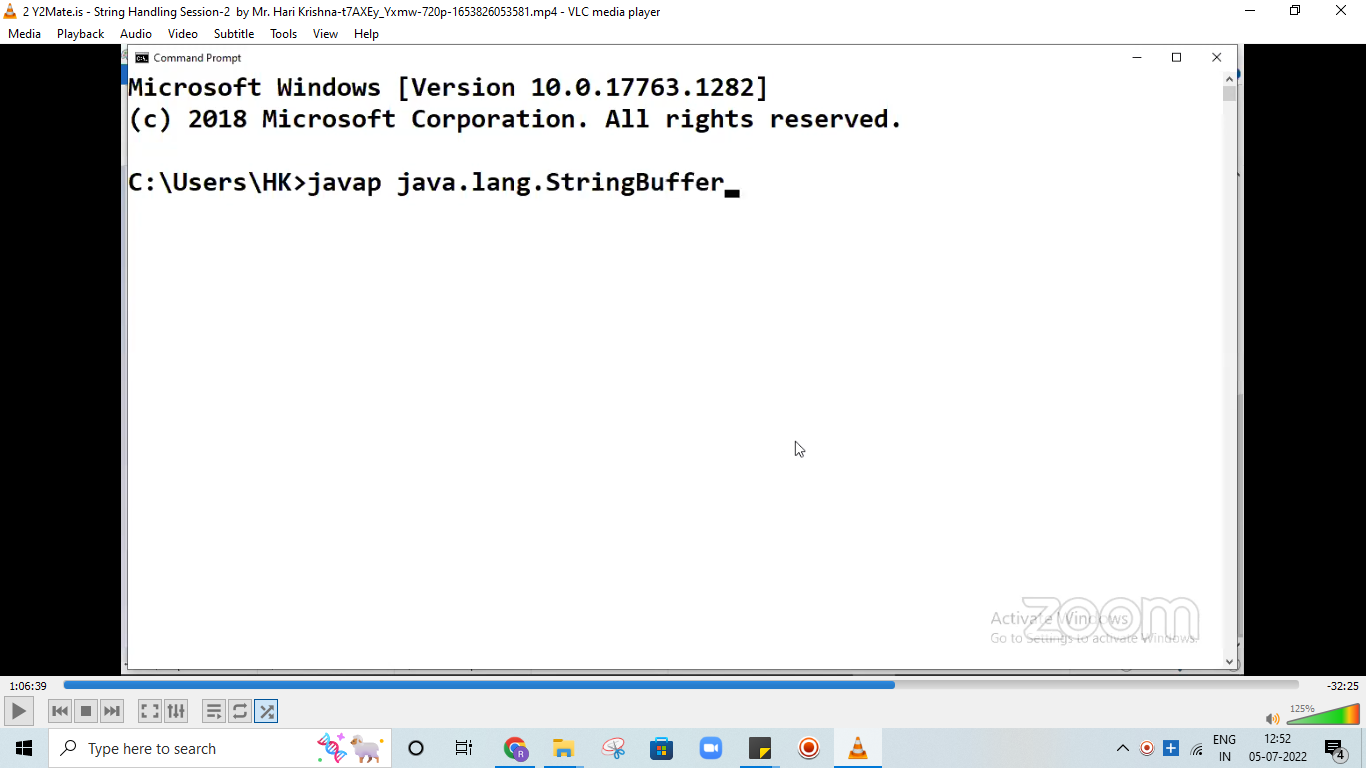 2 Y2Mate.is - String Handling Session-2  by Mr. Hari Krishna-t7AXEy_Yxmw-720p-1653826053581.mp4 - VLC media player
Media Playback Audio Video Subtitle Tools View Help
Command Prompt
Microsoft Windows [Version 10.0.17763.1282]
(c) 2018 Microsoft Corporation. All rights reserved.
C:\Users\HK>javap java.lang.StringBuffer_
zoom
Activate Windows
Go to Settings to activate Windows.
1:06:39
-32:25
125%
Type here to search
ENG
IN
12:52
05-07-2022
4
R